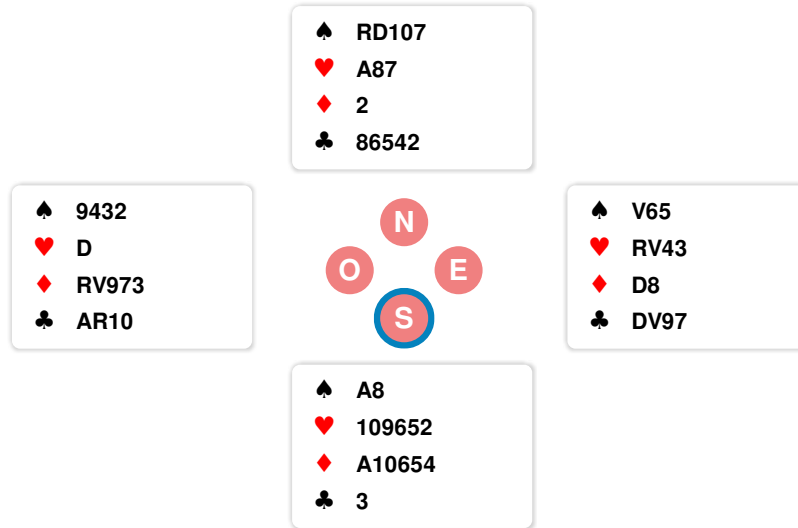 ♠ RD107
♥ A87
♦ 2
♣ 86542
♠ 9432
♥ D
♦ RV973
♣ AR10
N
O E
S
♠ V65
♥ RV43
♦ D8
♣ DV97
♠ A8
♥ 109652
♦ A10654
♣ 3